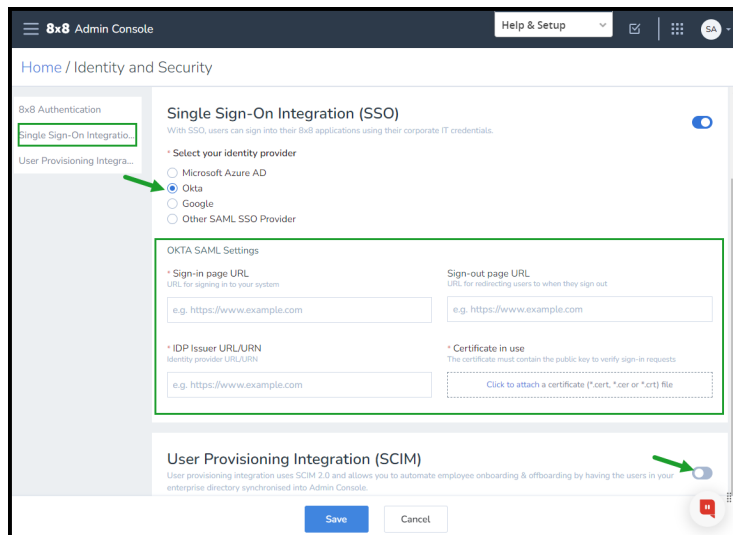 8x8 Admin Console
Help & Setup
SA
Home / Identity and Security
8x8 Authentication
Single Sign-On Integratio...
User Provisioning Integra...
Single Sign-On Integration (SSO)
With SSO, users can sign into their 8x8 applications using their corporate IT credentials.
* Select your identity provider
Microsoft Azure AD
Okta
Google
Other SAML SSO Provider
OKTA SAML Settings
* Sign-in page URL
URL for signing in to your system
e.g. https://www.example.com
Sign-out page URL
URL for redirecting users to when they sign out
e.g. https://www.example.com
* IDP Issuer URL/URN
Identity provider URL/URN
e.g. https://www.example.com
* Certificate in use
The certificate must contain the public key to verify sign-in requests
Click to attach a certificate (*.cert, *.cer or *.crt) file
User Provisioning Integration (SCIM)
User provisioning integration uses SCIM 2.0 and allows you to automate employee onboarding & offboarding by having the users in your
enterprise directory synchronised into Admin Console.
Save
Cancel